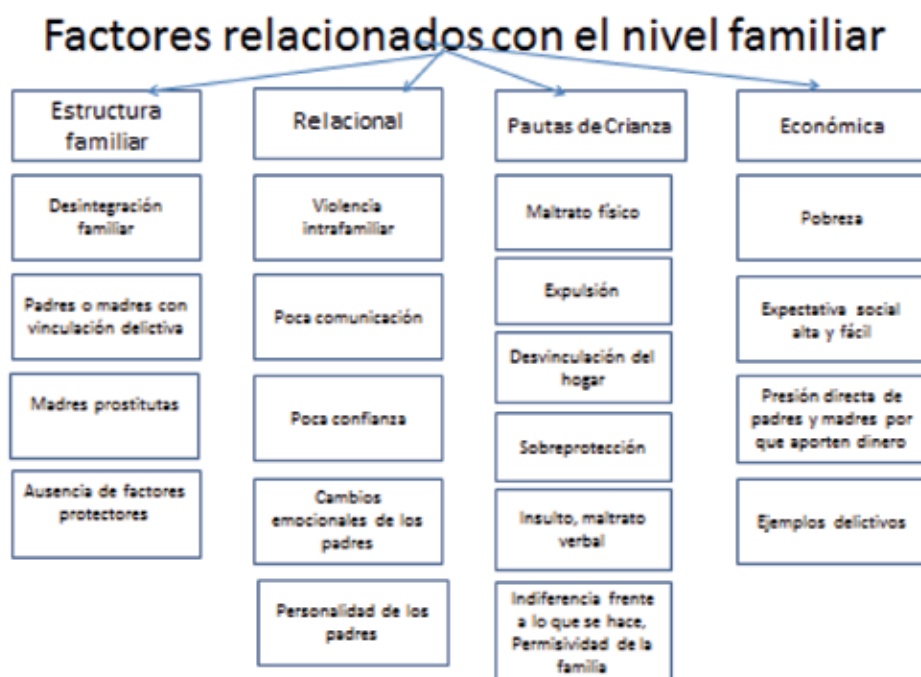 Factores relacionados con el nivel familiar
Estructura
familiar
Desintegración
familiar
Padres o madres con
vinculación delictiva
Madres prostitutas
Ausencia de factores
protectores
Relacional
Violencia
intrafamiliar
Poca comunicación
Poca confianza
Cambios
emocionales de los
padres
Personalidad de los
padres
Pautas de Crianza
Maltrato físico
Expulsión
Desvinculación del
hogar
Sobreprotección
Insulto, maltrato
verbal
Indiferencia frente
a lo que se hace,
Permisividad de la
familia
Económica
Pobreza
Expectativa social
alta y fácil
Presión directa de
padres y madres por
que aporten dinero
Ejemplos delictivos